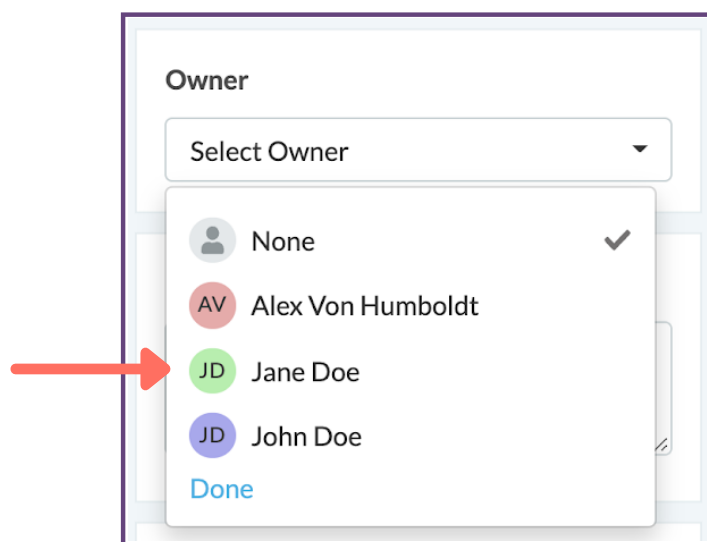 Owner
Select Owner
None
AV Alex Von Humboldt
JD Jane Doe
JD John Doe
Done